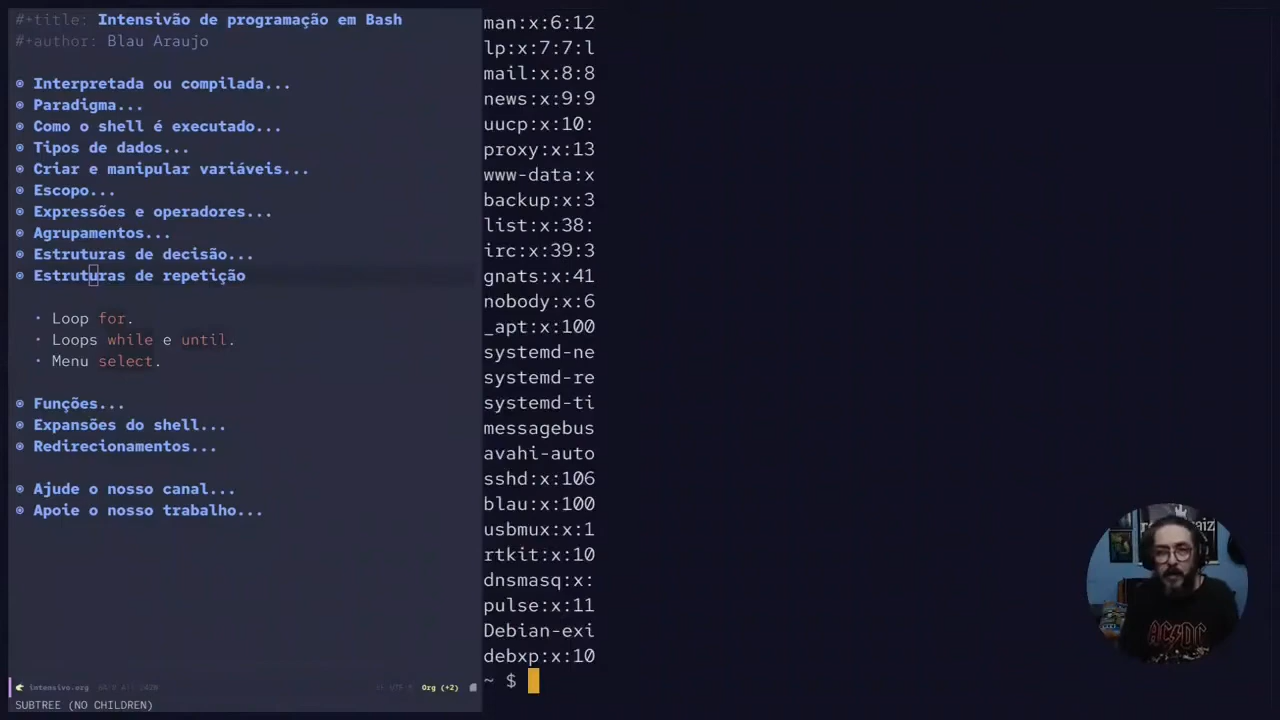 #+title: Intensivão de programação em Bash
#+author: Blau Araujo
Interpretada ou compilada...
Paradigma...
Como o shell é executado...
Tipos de dados...
Criar e manipular variáveis...
Escopo...
Expressões e operadores...
Agrupamentos...
Estruturas de decisão...
Estruturas de repetição
• Loop for.
• Loops while e until.
• Menu select.
Funções...
Expansões do shell...
Redirecionamentos...
Ajude o nosso canal...
Apoie o nosso trabalho...
intensivo.org
Org (+2)
SUBTREE (NO CHILDREN)
man:x:6:12
lp:x:7:7:l
mail:x:8:8
news:x:9:9
uucp:x:10:
proxy:x:13
www-data:x
backup:x:3
list:x:38:
irc:x:39:3
gnats:x:41
nobody:x:6
_apt:x:100
systemd-ne
systemd-re
systemd-ti
messagebus
avahi-auto
sshd:x:106
blau:x:100
usbmux:x:1
rtkit:x:10
dnsmasq:x:
pulse:x:11
Debian-exi
debxp:x:10
~ $
AC/DC